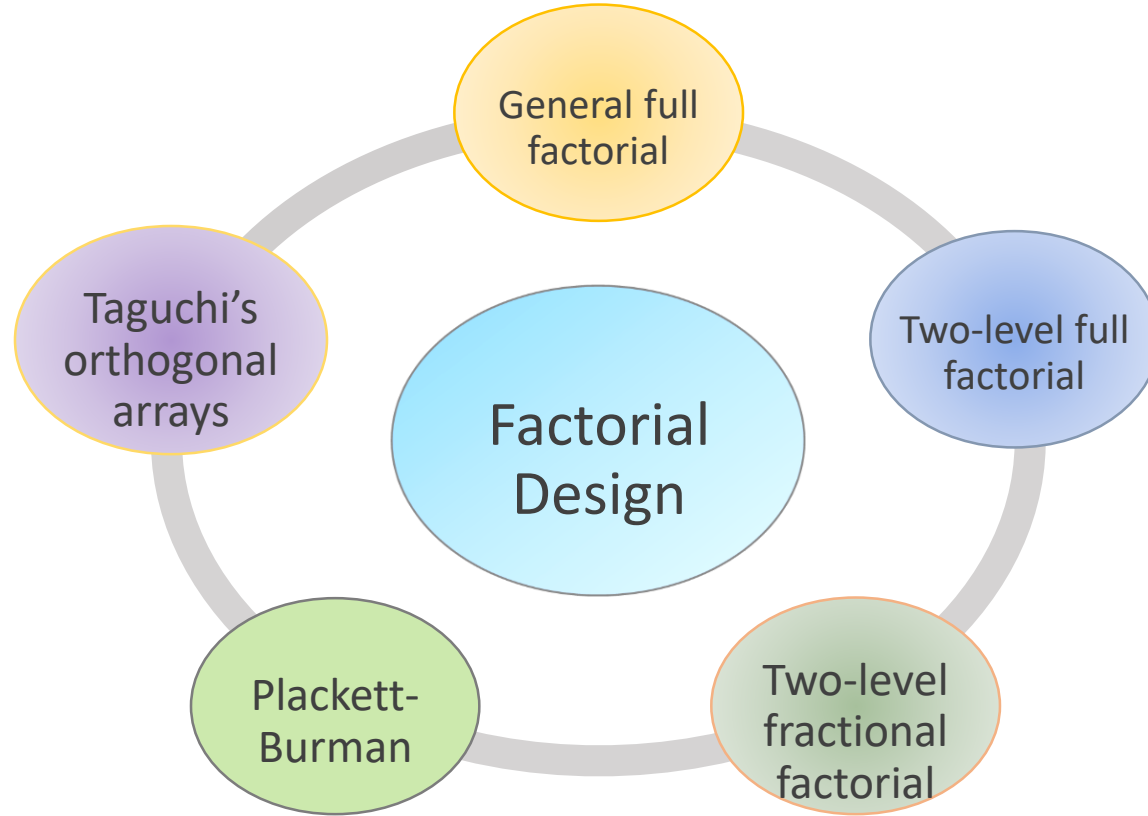 General full
factorial
Two-level full
factorial
Two-level
fractional
factorial
Plackett-
Burman
Taguchi’s
orthogonal
arrays
Factorial
Design